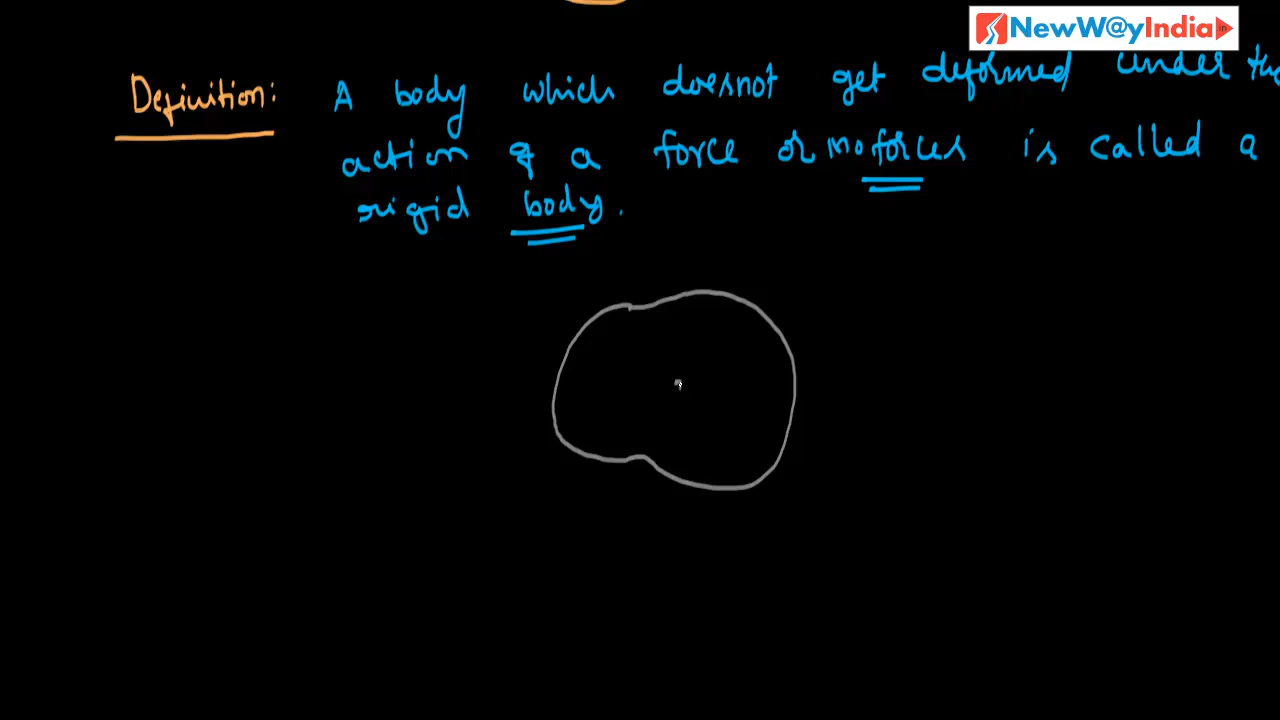 NewW@yIndia.in
Definition: A body which doesnot get deformed under the
action of a force or no forces is called a
rigid body.